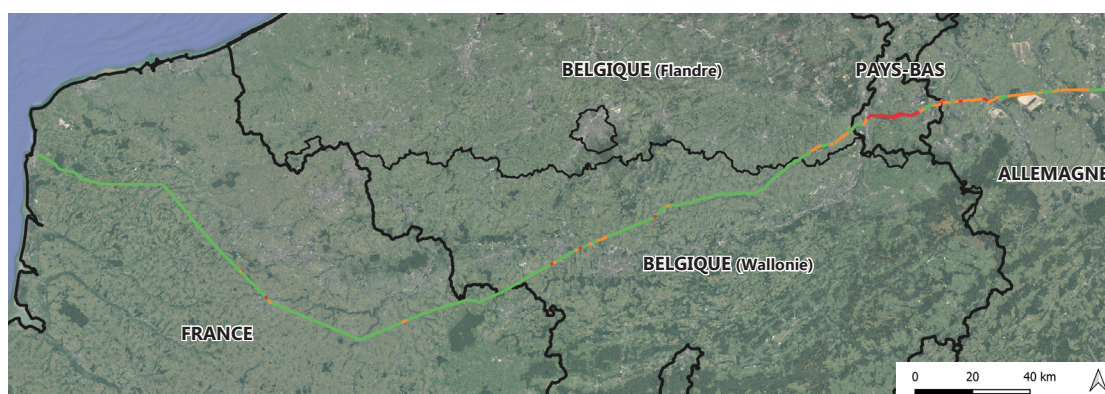 BELGIQUE (Flandre)
PAYS-BAS
ALLEMAGNE
BELGIQUE (Wallonie)
FRANCE
0 20 40 km